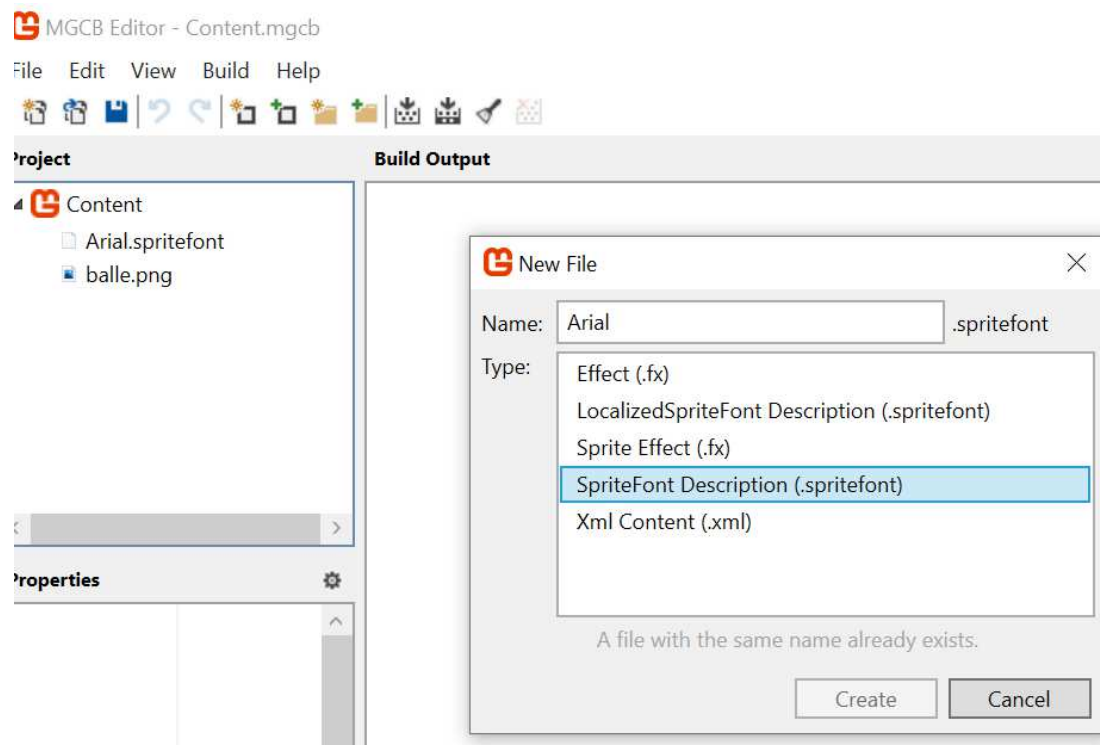 MGCB Editor - Content.mgcb
File Edit View Build Help
Project
Build Output
Content
Arial.spritefont
balle.png
New File
Name: Arial .spritefont
Type:
Effect (.fx)
LocalizedSpriteFont Description (.spritefont)
Sprite Effect (.fx)
SpriteFont Description (.spritefont)
Xml Content (.xml)
A file with the same name already exists.
Create Cancel
Properties